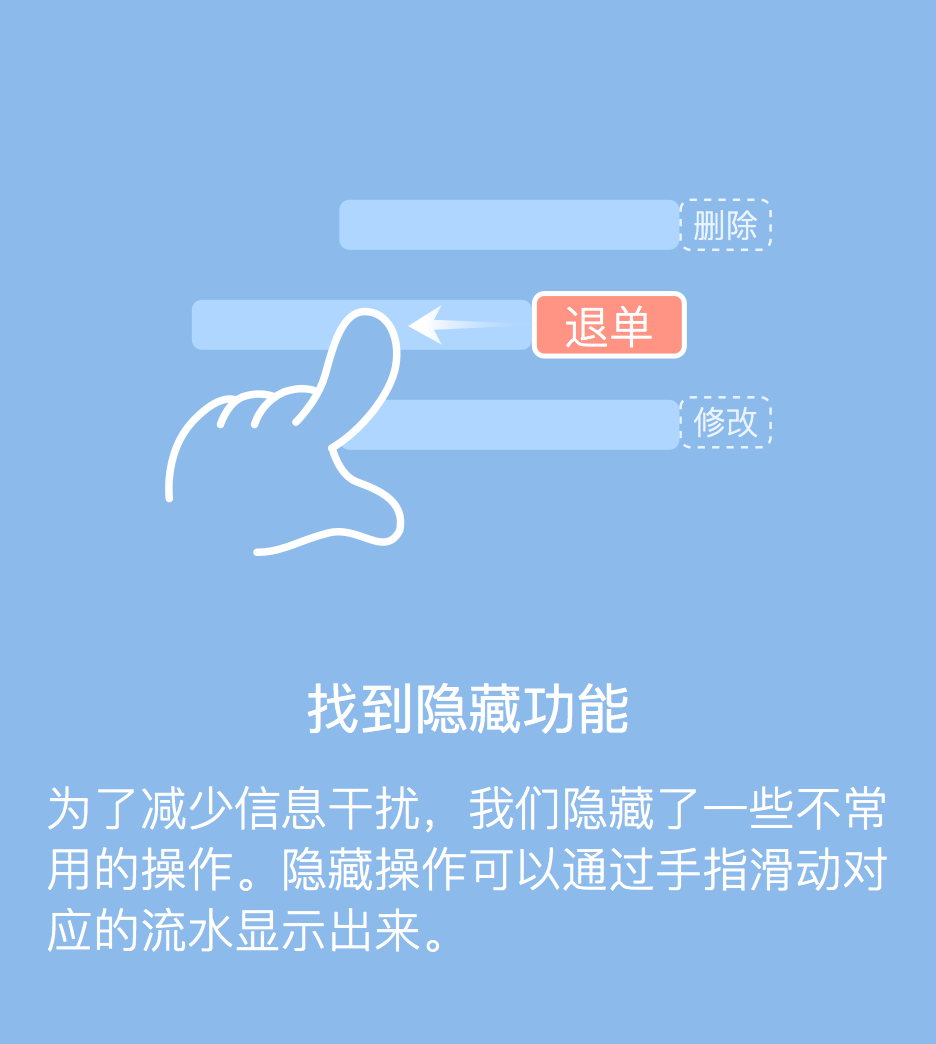 删除
退单
修改
找到隐藏功能
为了减少信息干扰，我们隐藏了一些不常
用的操作。隐藏操作可以通过手指滑动对
应的流水显示出来。